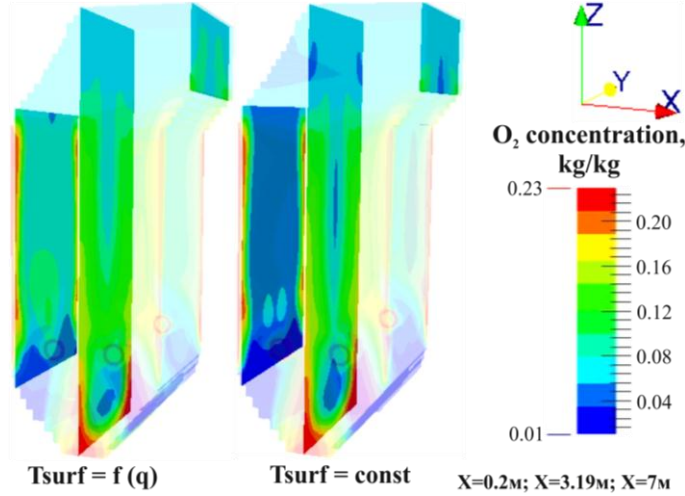 Z
Y
X
O₂ concentration,
kg/kg
0.23
0.20
0.16
0.12
0.08
0.04
0.01
Tsurf = f (q)
Tsurf = const
X=0.2м; X=3.19м; X=7м